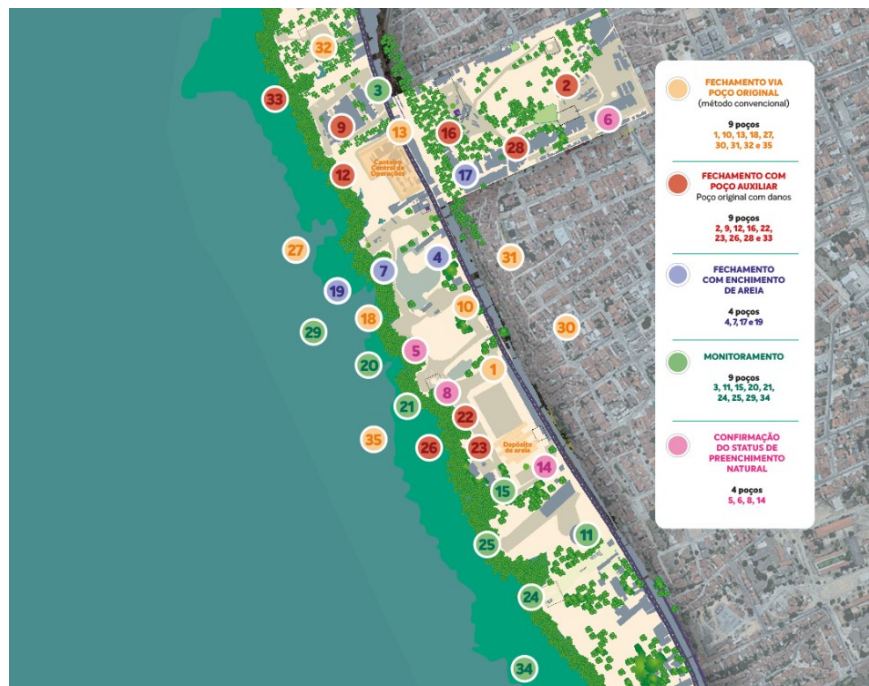 32
33
3
2
9
13
16
6
28
Canteiro
Central de
Operações
12
17
27
7
4
31
19
18
10
30
29
5
20
1
8
21
22
35
26
23
Depósito
de areia
14
15
25
11
24
34
FECHAMENTO VIA
POÇO ORIGINAL
(método convencional)
9 poços
1, 10, 13, 18, 27,
30, 31, 32 e 35
FECHAMENTO COM
POÇO AUXILIAR
Poço original com danos
9 poços
2, 9, 12, 16, 22,
23, 26, 28 e 33
FECHAMENTO
COM ENCHIMENTO
DE AREIA
4 poços
4, 7, 17 e 19
MONITORAMENTO
9 poços
3, 11, 15, 20, 21,
24, 25, 29, 34
CONFIRMAÇÃO
DO STATUS DE
PREENCHIMENTO
NATURAL
4 poços
5, 6, 8, 14